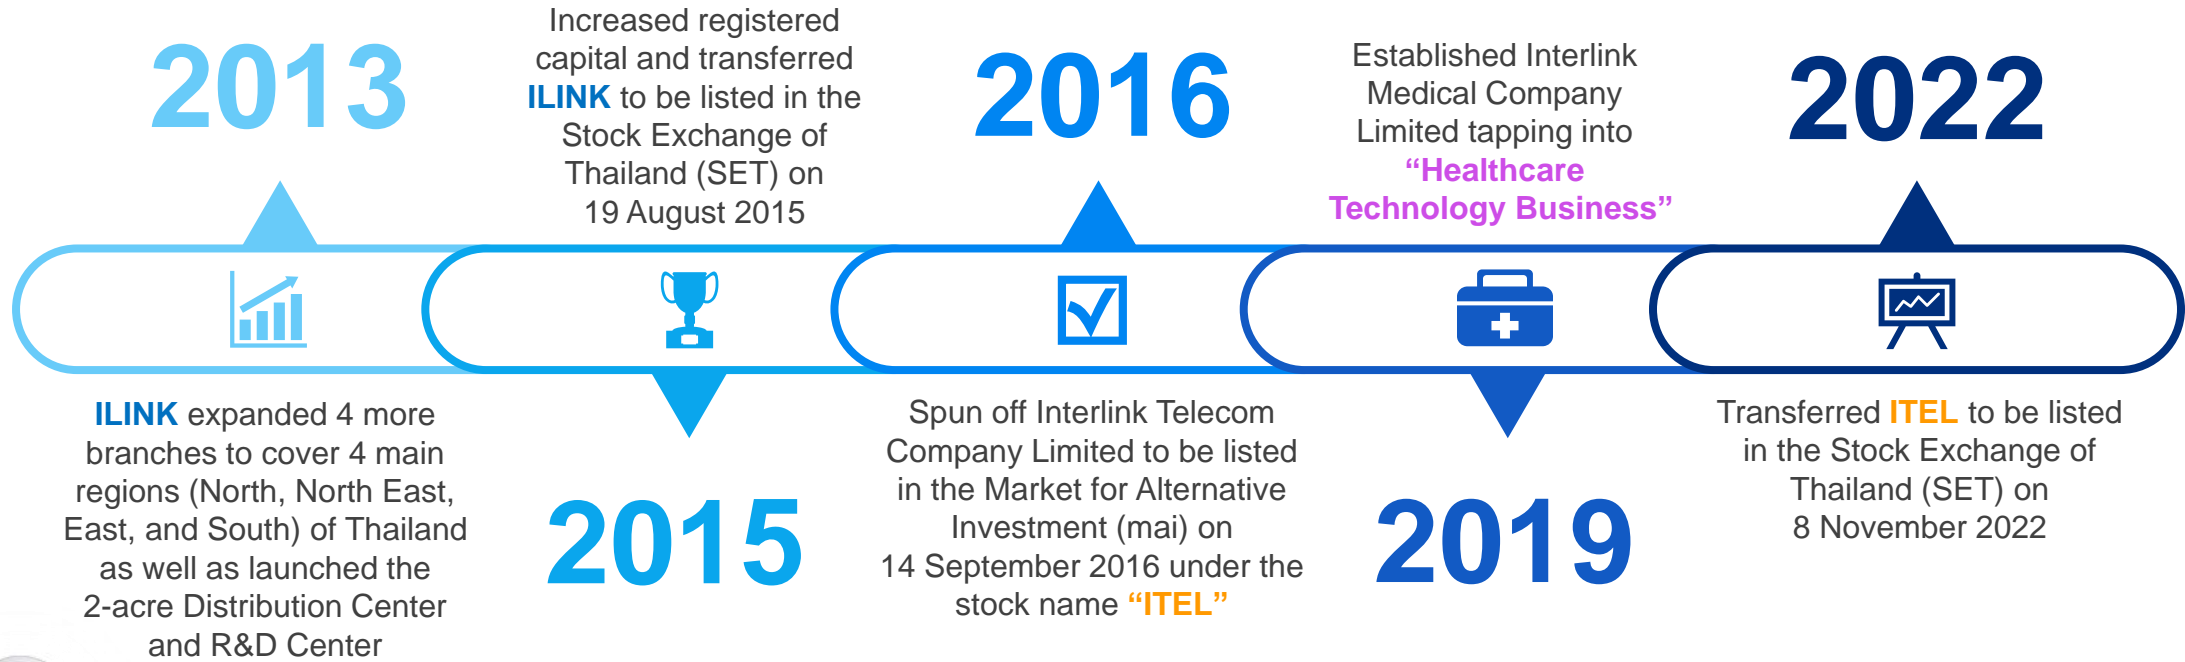 2013
ILINK expanded 4 more
branches to cover 4 main
regions (North, North East,
East, and South) of Thailand
as well as launched the
2-acre Distribution Center
and R&D Center
Increased registered
capital and transferred
ILINK to be listed in the
Stock Exchange of
Thailand (SET) on
19 August 2015
2015
2016
Spun off Interlink Telecom
Company Limited to be listed
in the Market for Alternative
Investment (mai) on
14 September 2016 under the
stock name “ITEL”
Established Interlink
Medical Company
Limited tapping into
“Healthcare
Technology Business”
2019
2022
Transferred ITEL to be listed
in the Stock Exchange of
Thailand (SET) on
8 November 2022